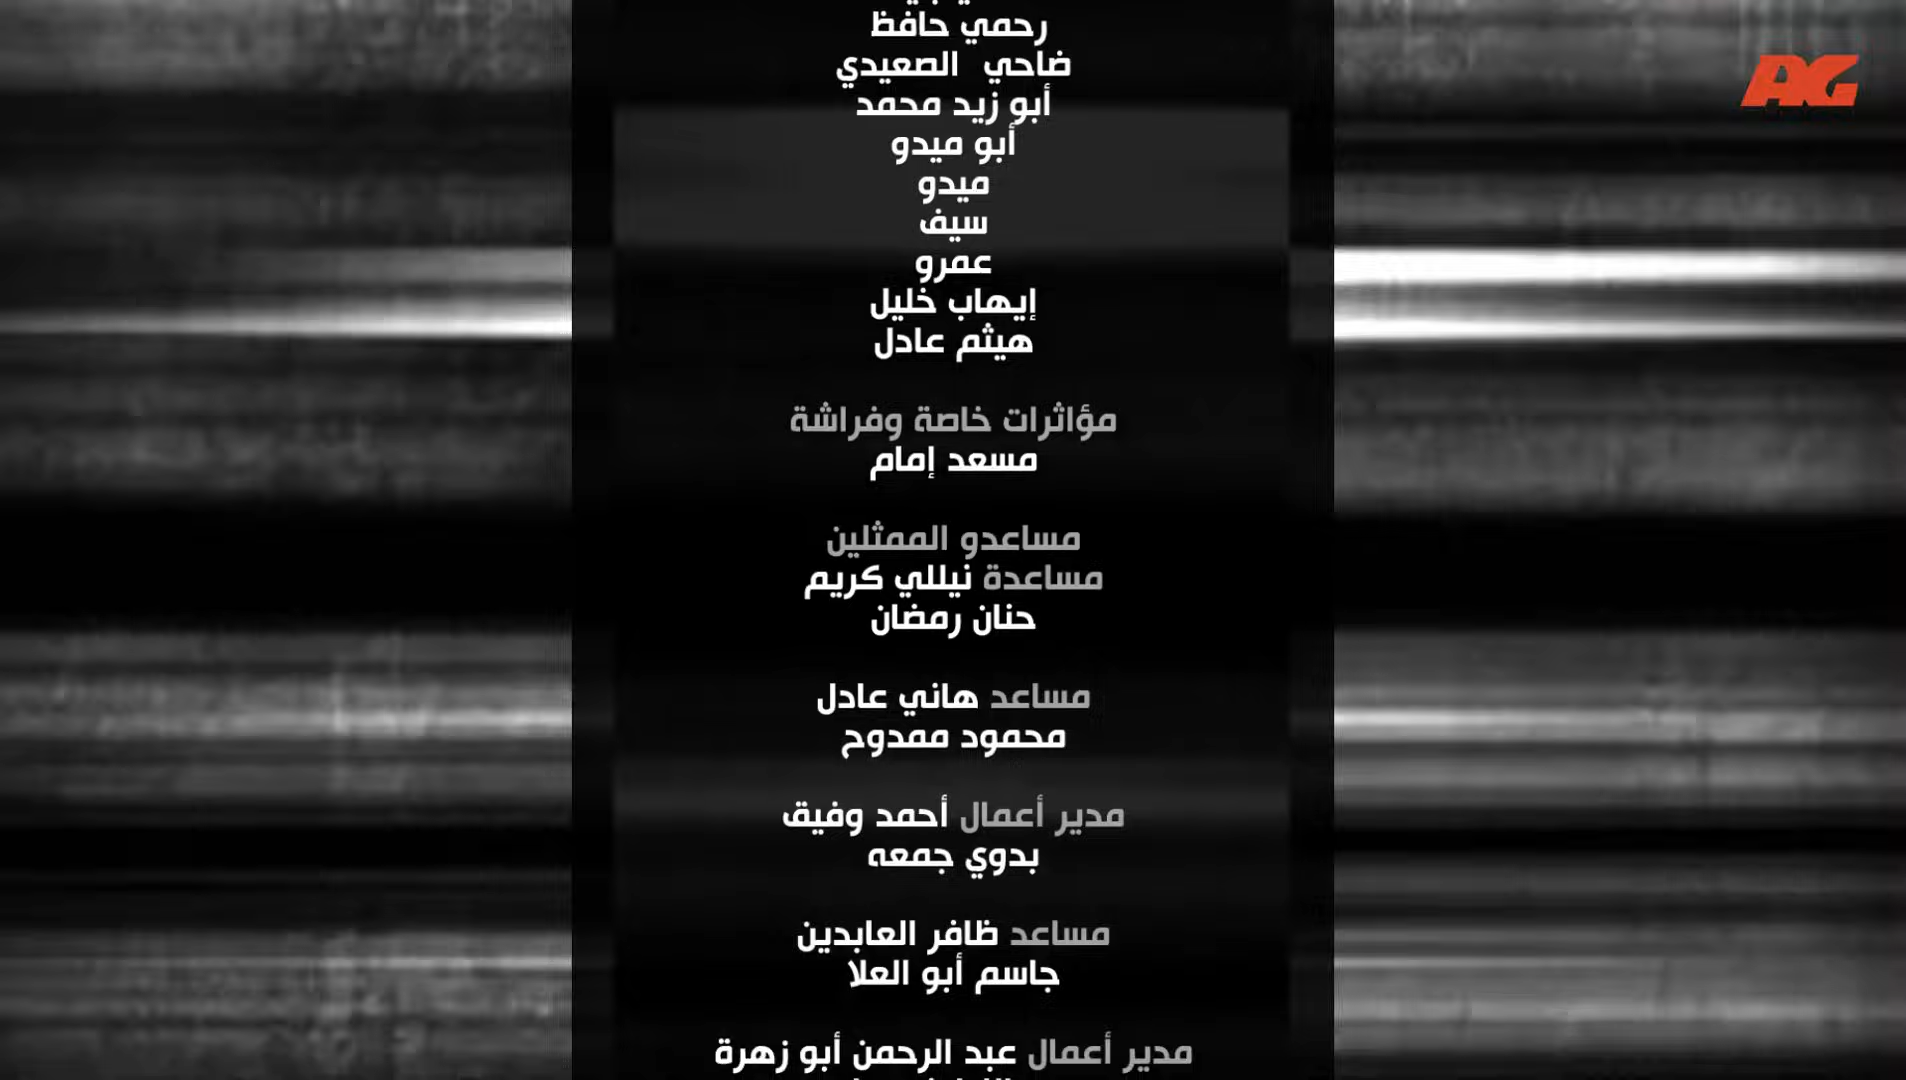 AG
رحمي حافظ
ضاحي الصعيدي
أبو زيد محمد
أبو ميدو
ميدو
سيف
عمرو
إيهاب خليل
هيثم عادل
مؤاثرات خاصة وفراشة
مسعد إمام
مساعدو الممثلين
مساعدة نيللي كريم
حنان رمضان
مساعد هاني عادل
محمود ممدوح
مدير أعمال أحمد وفيق
بدوي جمعه
مساعد ظافر العابدين
جاسم أبو العلا
مدير أعمال عبد الرحمن أبو زهرة